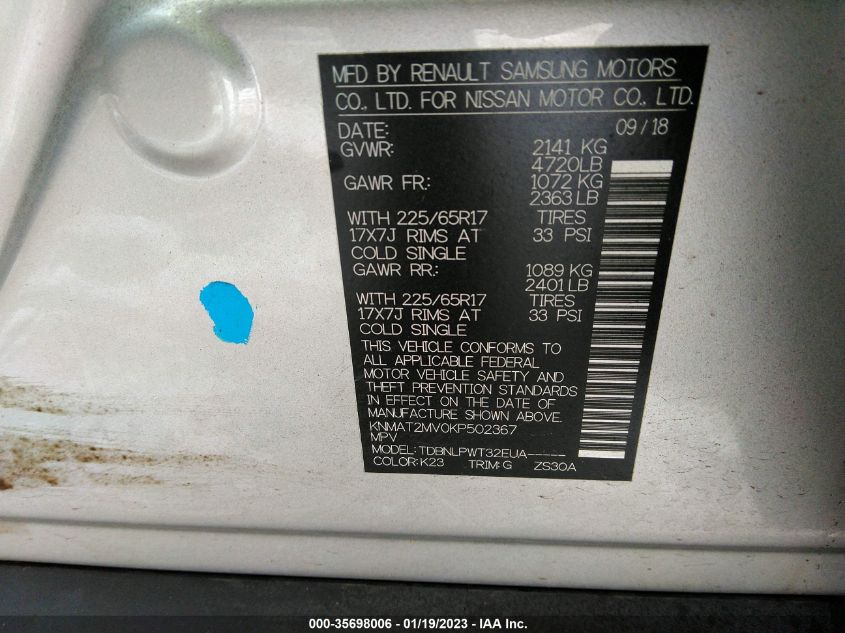 MFD BY RENAULT SAMSUNG MOTORS
CO., LTD. FOR NISSAN MOTOR CO., LTD.
DATE: 09/18
GVWR: 2141 KG
4720LB
GAWR FR.: 1072 KG
2363 LB
WITH 225/65R17 TIRES
17X7J RIMS AT 33 PSI
COLD SINGLE
GAWR RR.: 1089 KG
2401 LB
WITH 225/65R17 TIRES
17X7J RIMS AT 33 PSI
COLD SINGLE
THIS VEHICLE CONFORMS TO
ALL APPLICABLE FEDERAL
MOTOR VEHICLE SAFETY AND
THEFT PREVENTION STANDARDS
IN EFFECT ON THE DATE OF
MANUFACTURE SHOWN ABOVE.
KNMAT2MV0KP502367
MPV
MODEL: TDBNLPWT32EUA-----
COLOR: K23 TRIM: G ZS30A
000-35698006 - 01/19/2023 - IAA Inc.